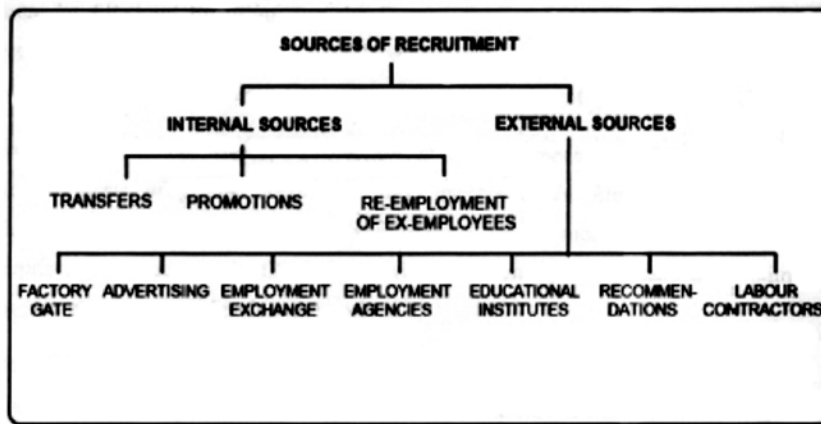 SOURCES OF RECRUITMENT
INTERNAL SOURCES
EXTERNAL SOURCES
TRANSFERS
PROMOTIONS
RE-EMPLOYMENT
OF EX-EMPLOYEES
FACTORY
GATE
ADVERTISING
EMPLOYMENT
EXCHANGE
EMPLOYMENT
AGENCIES
EDUCATIONAL
INSTITUTES
RECOMMEN-
DATIONS
LABOUR
CONTRACTORS